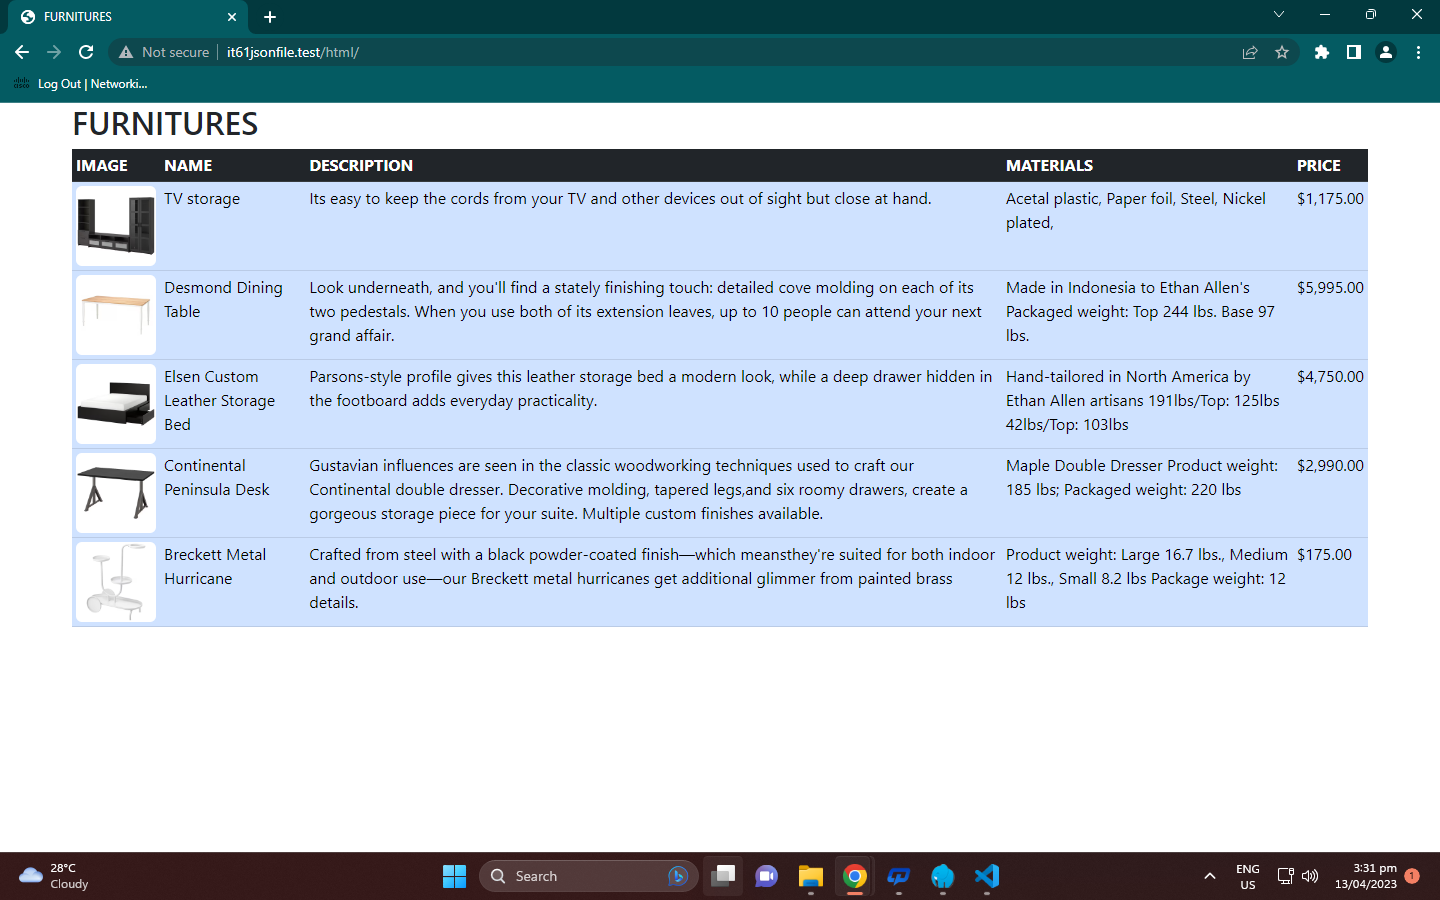 FURNITURES
Not secure
it61jsonfile.test/html/
Log Out | Networki...
FURNITURES
IMAGE NAME DESCRIPTION MATERIALS PRICE
TV storage
Its easy to keep the cords from your TV and other devices out of sight but close at hand.
Acetal plastic, Paper foil, Steel, Nickel
plated,
$1,175.00
Desmond Dining
Table
Look underneath, and you'll find a stately finishing touch: detailed cove molding on each of its
two pedestals. When you use both of its extension leaves, up to 10 people can attend your next
grand affair.
Made in Indonesia to Ethan Allen's
Packaged weight: Top 244 lbs. Base 97
lbs.
$5,995.00
Elsen Custom
Leather Storage
Bed
Parsons-style profile gives this leather storage bed a modern look, while a deep drawer hidden in
the footboard adds everyday practicality.
Hand-tailored in North America by
Ethan Allen artisans 191lbs/Top: 125lbs
42lbs/Top: 103lbs
$4,750.00
Continental
Peninsula Desk
Gustavian influences are seen in the classic woodworking techniques used to craft our
Continental double dresser. Decorative molding, tapered legs,and six roomy drawers, create a
gorgeous storage piece for your suite. Multiple custom finishes available.
Maple Double Dresser Product weight:
185 lbs; Packaged weight: 220 lbs
$2,990.00
Breckett Metal
Hurricane
Crafted from steel with a black powder-coated finish—which meansthey're suited for both indoor
and outdoor use—our Breckett metal hurricanes get additional glimmer from painted brass
details.
Product weight: Large 16.7 lbs., Medium
12 lbs., Small 8.2 lbs Package weight: 12
lbs
$175.00
28°C
Cloudy
Search
ENG
US
3:31 pm
13/04/2023
1